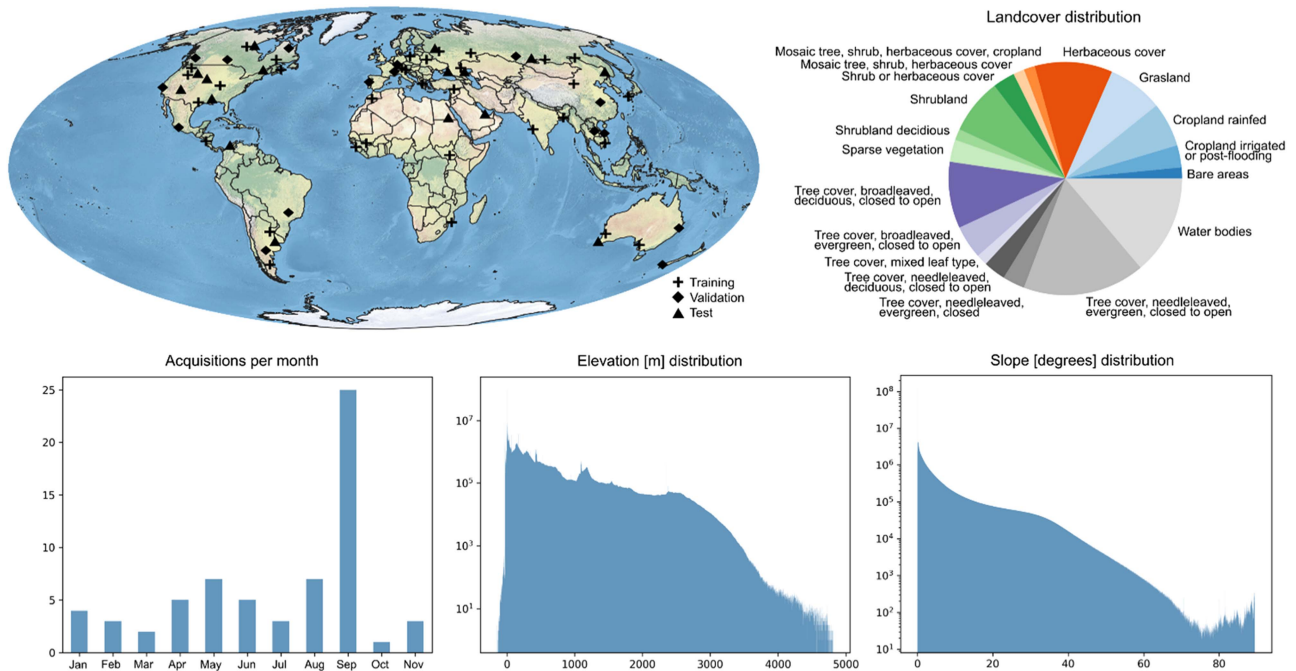 Training
Validation
Test
Landcover distribution
Mosaic tree, shrub, herbaceous cover, cropland
Mosaic tree, shrub, herbaceous cover
Shrub or herbaceous cover
Shrubland
Shrubland decidious
Sparse vegetation
Tree cover, broadleaved,
deciduous, closed to open
Tree cover, broadleaved,
evergreen, closed to open
Tree cover, mixed leaf type,
Tree cover, needleleaved,
deciduous, closed to open
Tree cover, needleleaved,
evergreen, closed
Herbaceous cover
Grasland
Cropland rainfed
Cropland irrigated
or post-flooding
Bare areas
Water bodies
Tree cover, needleleaved,
evergreen, closed to open
Acquisitions per month
25
20
15
10
5
0
Jan Feb Mar Apr May Jun Jul Aug Sep Oct Nov
Elevation [m] distribution
10⁷
10⁵
10³
10¹
0 1000 2000 3000 4000 5000
Slope [degrees] distribution
10⁸
10⁷
10⁶
10⁵
10⁴
10³
10²
10¹
0 20 40 60 80